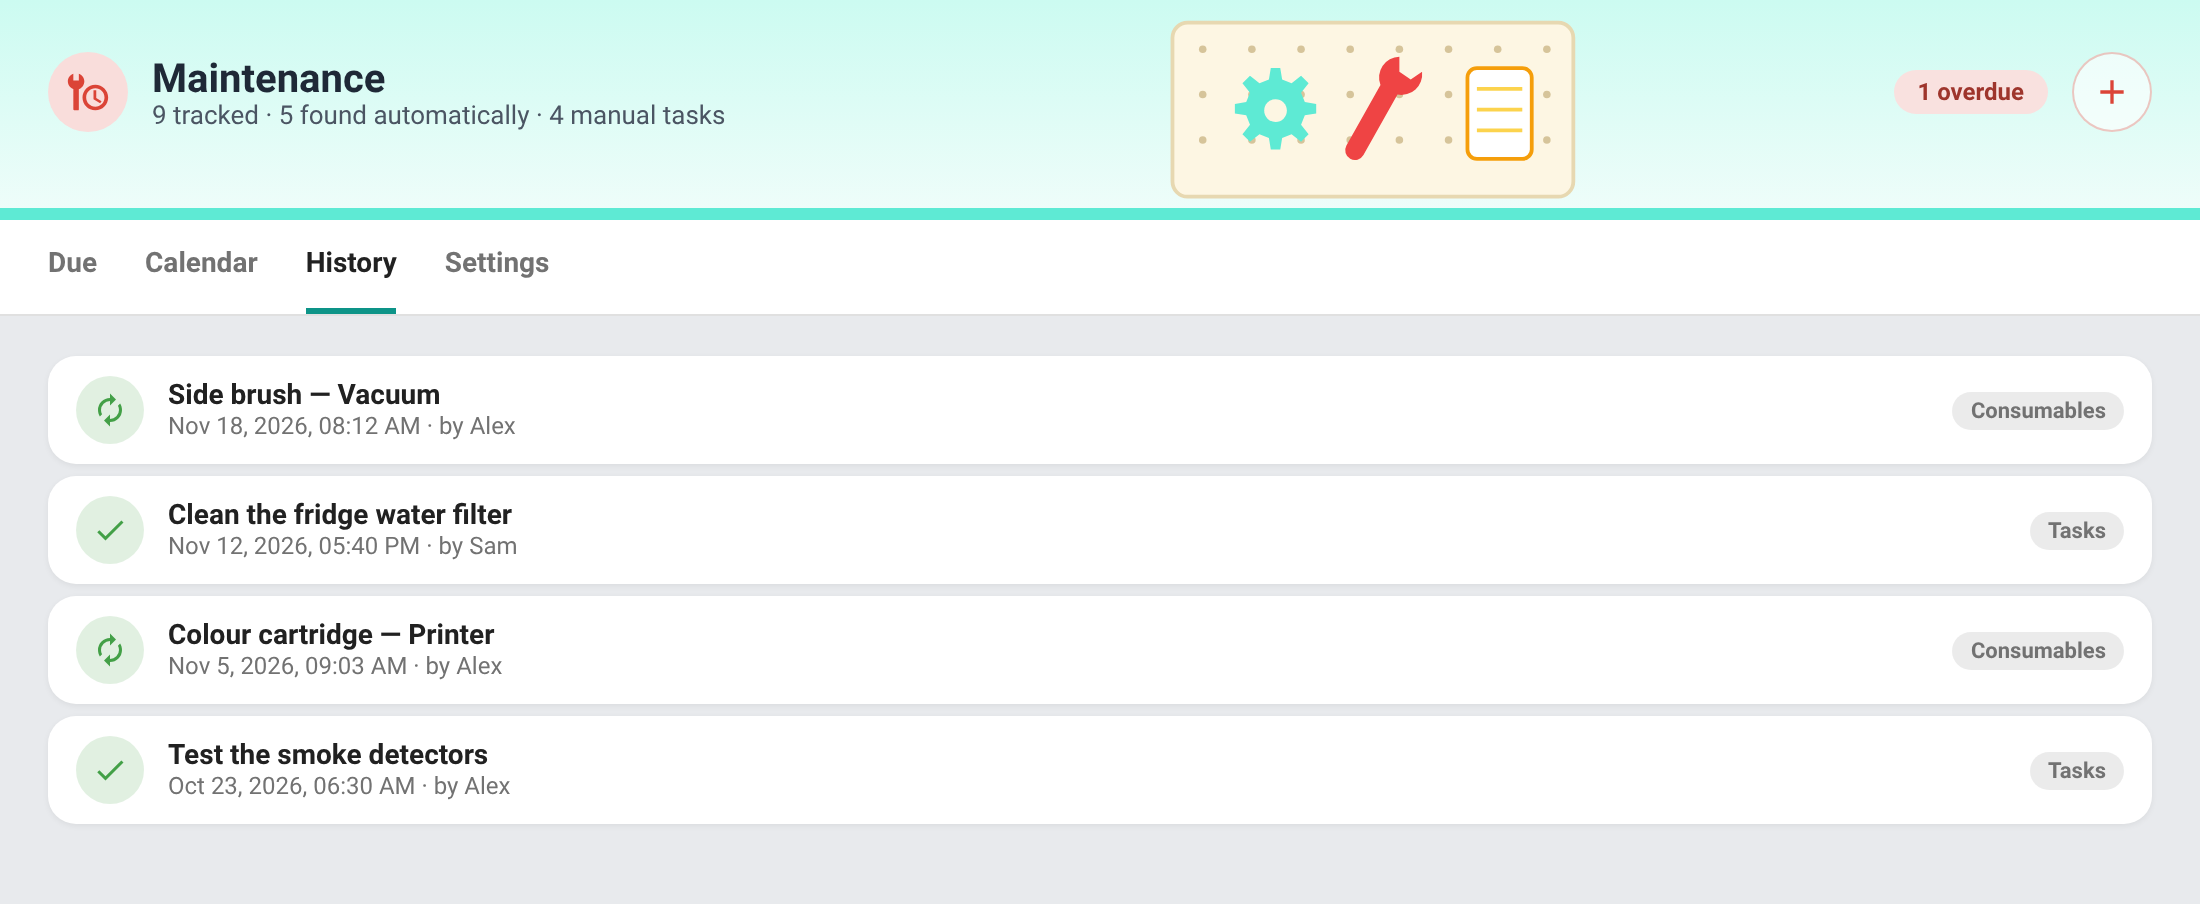 Maintenance
9 tracked · 5 found automatically · 4 manual tasks
1 overdue
Due
Calendar
History
Settings
Side brush — Vacuum
Nov 18, 2026, 08:12 AM · by Alex
Consumables
Clean the fridge water filter
Nov 12, 2026, 05:40 PM · by Sam
Tasks
Colour cartridge — Printer
Nov 5, 2026, 09:03 AM · by Alex
Consumables
Test the smoke detectors
Oct 23, 2026, 06:30 AM · by Alex
Tasks